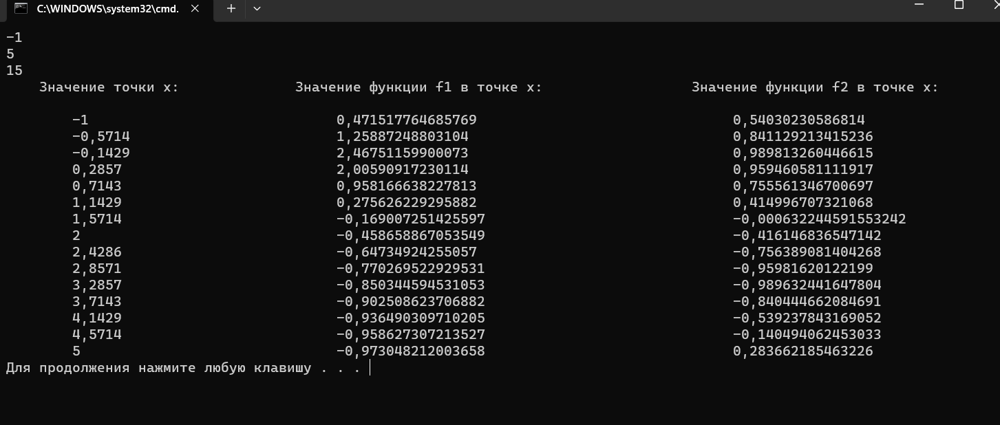 C:\WINDOWS\system32\cmd.
-1
5
15
Значение точки x: Значение функции f1 в точке x: Значение функции f2 в точке x:
-1 0,471517764685769 0,54030230586814
-0,5714 1,25887248803104 0,841129213415236
-0,1429 2,46751159900073 0,989813260446615
0,2857 2,00590917230114 0,959460581111917
0,7143 0,958166638227813 0,755561346700697
1,1429 0,275626229295882 0,414996707321068
1,5714 -0,169007251425597 -0,000632244591553242
2 -0,458658867053549 -0,416146836547142
2,4286 -0,64734924255057 -0,756389081404268
2,8571 -0,770269522929531 -0,95981620122199
3,2857 -0,850344594531053 -0,989632441647804
3,7143 -0,902508623706882 -0,840444662084691
4,1429 -0,936490309710205 -0,539237843169052
4,5714 -0,958627307213527 -0,140494062453033
5 -0,973048212003658 0,283662185463226
Для продолжения нажмите любую клавишу . . .